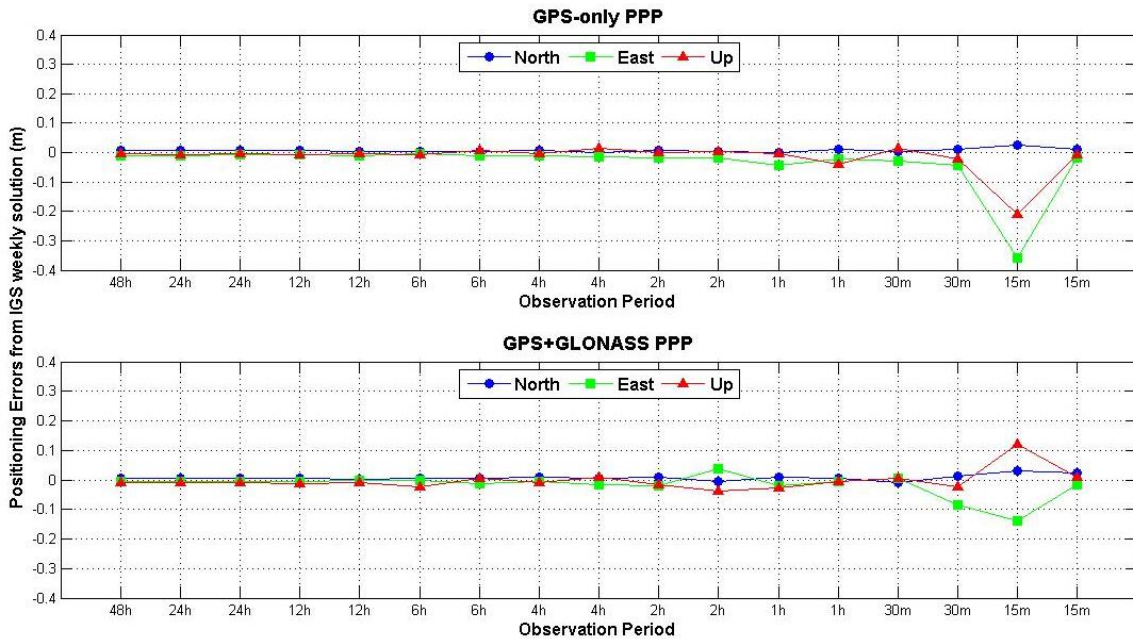 GPS-only PPP
North East Up
0.4
0.3
0.2
0.1
0
-0.1
-0.2
-0.3
-0.4
48h 24h 24h 12h 12h 6h 6h 4h 4h 2h 2h 1h 1h 30m 30m 15m 15m
Observation Period
Positioning Errors from IGS weekly solution (m)
GPS+GLONASS PPP
North East Up
0.4
0.3
0.2
0.1
0
-0.1
-0.2
-0.3
-0.4
48h 24h 24h 12h 12h 6h 6h 4h 4h 2h 2h 1h 1h 30m 30m 15m 15m
Observation Period